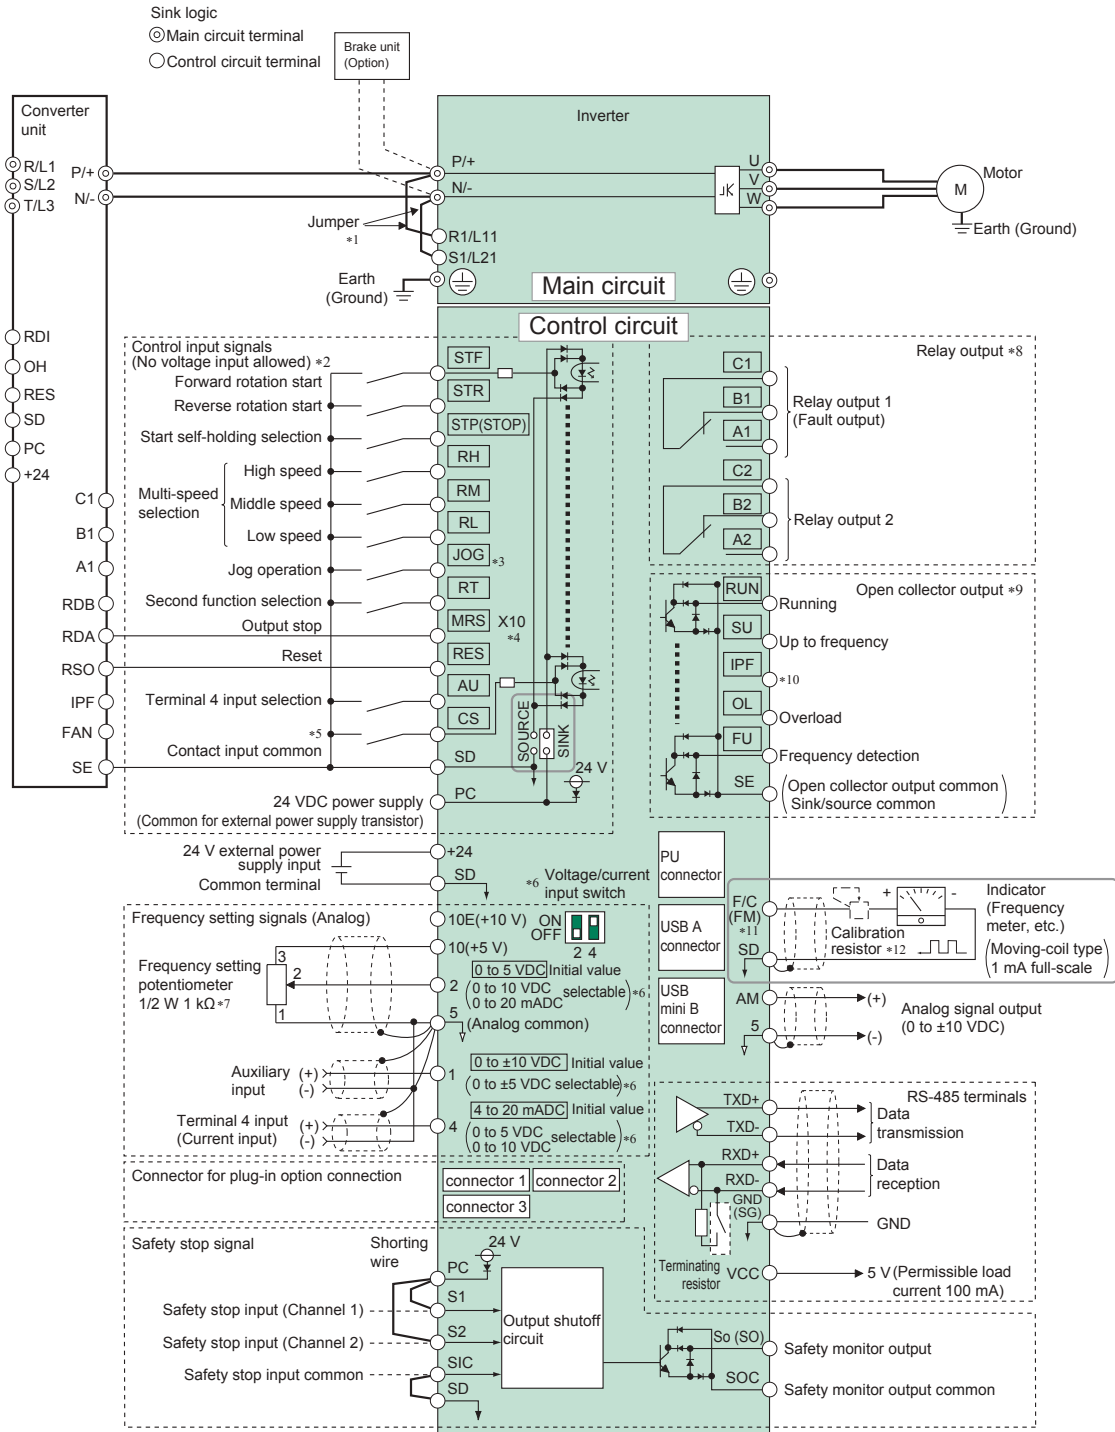 Sink logic
Main circuit terminal
Control circuit terminal
Brake unit
(Option)
Converter
unit
R/L1
S/L2
T/L3
P/+
N/-
RDI
OH
RES
SD
PC
+24
C1
B1
A1
RDB
RDA
RSO
IPF
FAN
SE
Inverter
P/+
N/-
Jumper
*1
R1/L11
S1/L21
Earth
(Ground)
Main circuit
U
V
W
M
Motor
Earth (Ground)
Control circuit
Control input signals
(No voltage input allowed) *2
Forward rotation start
Reverse rotation start
Start self-holding selection
Multi-speed
selection
High speed
Middle speed
Low speed
Jog operation
Second function selection
Output stop
Reset
Terminal 4 input selection
*5
Contact input common
24 VDC power supply
(Common for external power supply transistor)
STF
STR
STP(STOP)
RH
RM
RL
JOG *3
RT
MRS X10
*4
RES
AU
CS
SD
PC
SOURCE
SINK
24 V
Relay output *8
C1
B1
A1
Relay output 1
(Fault output)
C2
B2
A2
Relay output 2
Open collector output *9
RUN
Running
SU
Up to frequency
IPF
*10
OL
Overload
FU
Frequency detection
SE
(Open collector output common
Sink/source common)
24 V external power
supply input
Common terminal
+24
SD
*6 Voltage/current
input switch
ON
OFF
2 4
PU
connector
USB A
connector
USB
mini B
connector
F/C
(FM)
*11
SD
Calibration
resistor *12
+ -
Indicator
(Frequency
meter, etc.)
(Moving-coil type
1 mA full-scale)
AM
5
(+)
(-)
Analog signal output
(0 to ±10 VDC)
Frequency setting signals (Analog)
Frequency setting
potentiometer
1/2 W 1 kΩ *7
3
2
1
10E(+10 V)
10(+5 V)
2
0 to 5 VDC Initial value
(0 to 10 VDC
0 to 20 mADC selectable) *6
5
(Analog common)
Auxiliary
input
(+)
(-)
1
0 to ±10 VDC Initial value
(0 to ±5 VDC selectable) *6
Terminal 4 input
(Current input)
(+)
(-)
4
4 to 20 mADC Initial value
(0 to 5 VDC
0 to 10 VDC selectable) *6
RS-485 terminals
TXD+
TXD-
Data
transmission
RXD+
RXD-
Data
reception
GND
(SG)
GND
Terminating
resistor
VCC
5 V (Permissible load
current 100 mA)
Connector for plug-in option connection
connector 1
connector 2
connector 3
Safety stop signal
Shorting
wire
24 V
PC
S1
S2
SIC
SD
Safety stop input (Channel 1)
Safety stop input (Channel 2)
Safety stop input common
Output shutoff
circuit
So (SO)
SOC
Safety monitor output
Safety monitor output common